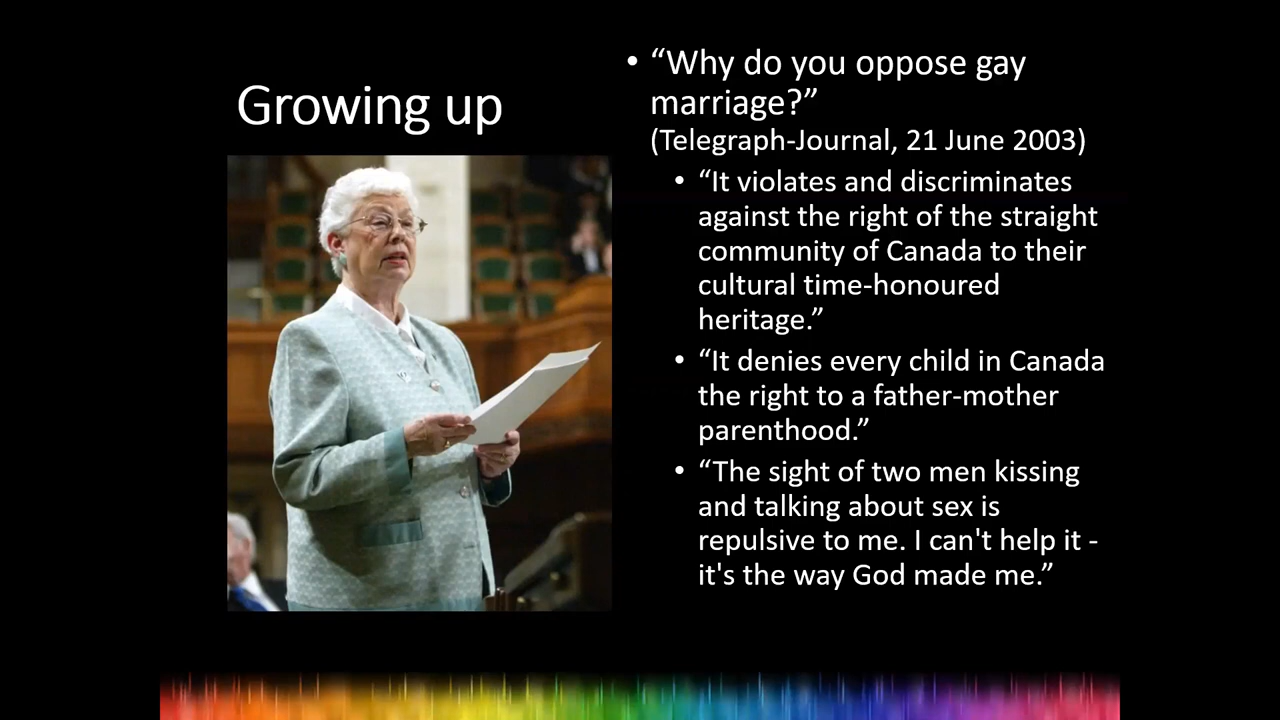 Growing up
• “Why do you oppose gay
marriage?”
(Telegraph-Journal, 21 June 2003)
• “It violates and discriminates
against the right of the straight
community of Canada to their
cultural time-honoured
heritage.”
• “It denies every child in Canada
the right to a father-mother
parenthood.”
• “The sight of two men kissing
and talking about sex is
repulsive to me. I can't help it -
it's the way God made me.”